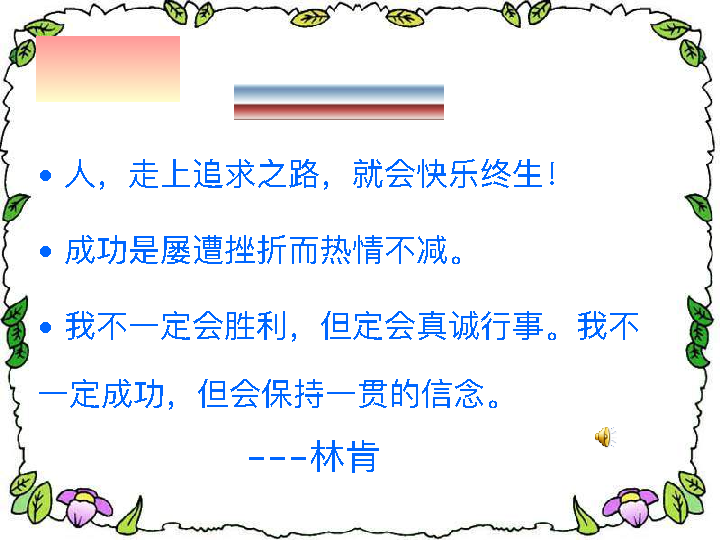 • 人，走上追求之路，就会快乐终生！
• 成功是屡遭挫折而热情不减。
• 我不一定会胜利，但定会真诚行事。我不
一定成功，但会保持一贯的信念。
---林肯